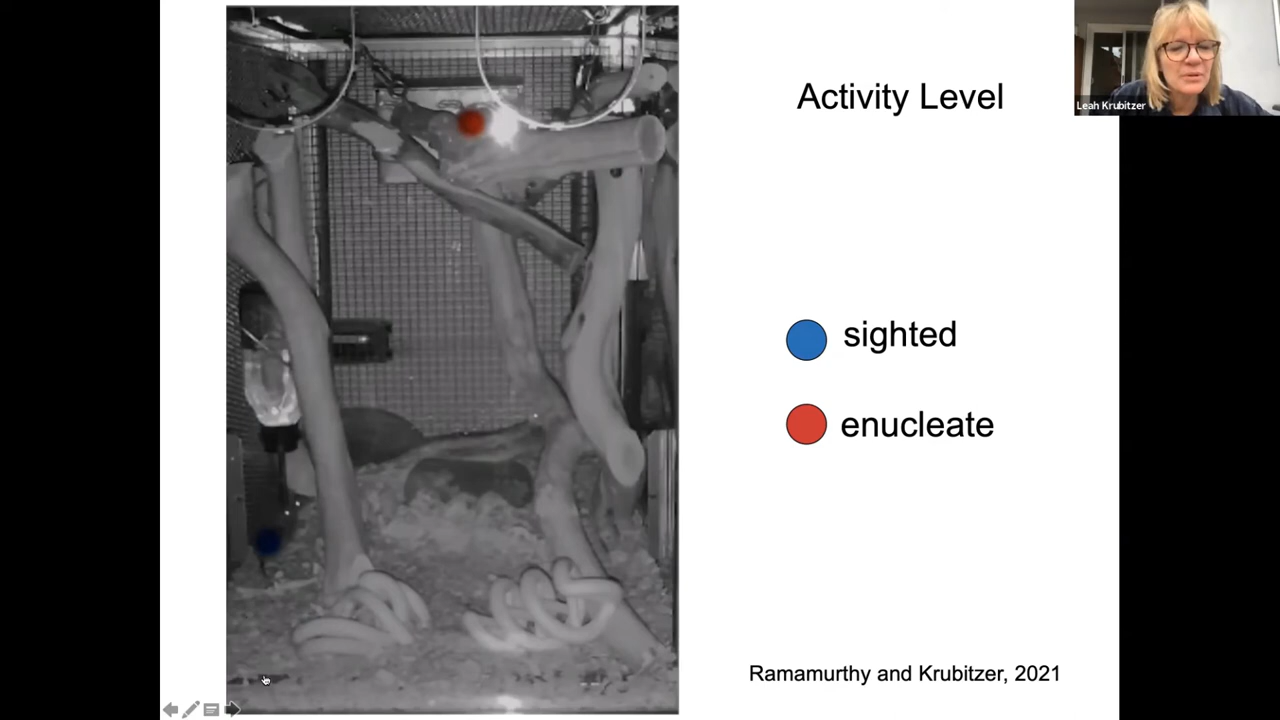 Activity Level
Leah Krubitzer
sighted
enucleate
Ramamurthy and Krubitzer, 2021